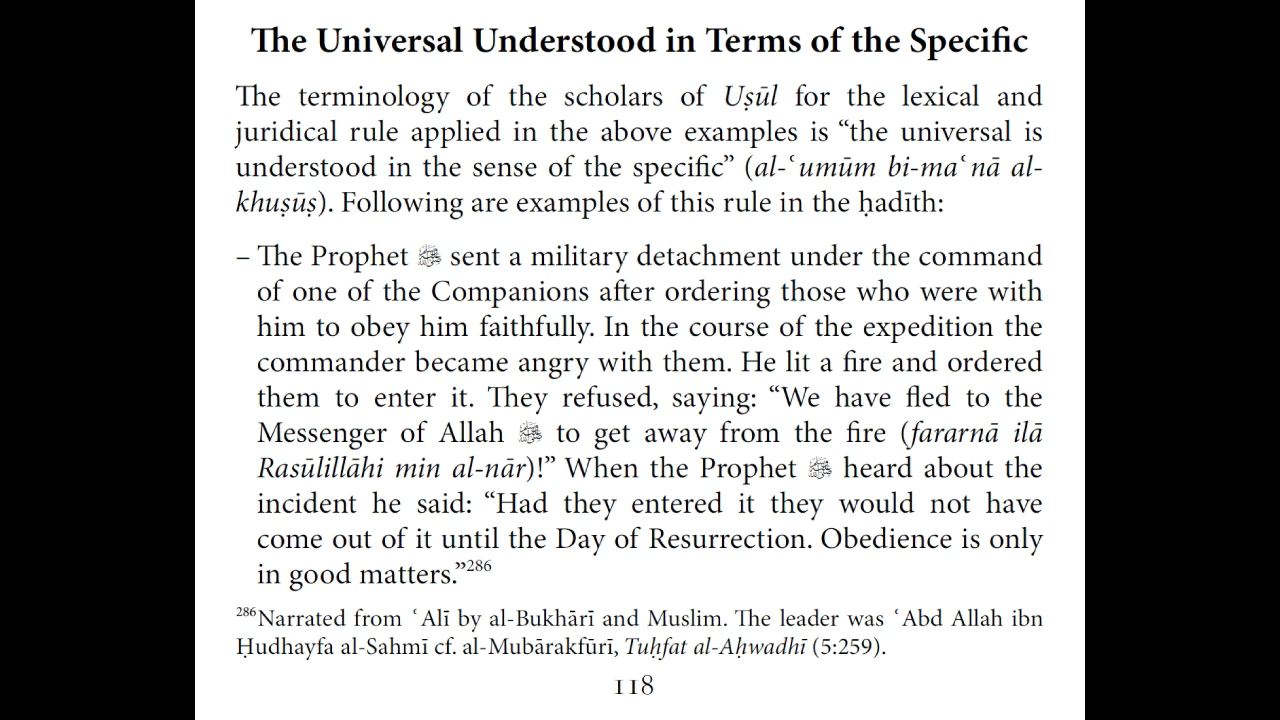 The Universal Understood in Terms of the Specific
The terminology of the scholars of Uṣūl for the lexical and
juridical rule applied in the above examples is “the universal is
understood in the sense of the specific” (al-ʿumūm bi-maʿnā al-
khuṣūṣ). Following are examples of this rule in the ḥadīth:
– The Prophet ﷺ sent a military detachment under the command
of one of the Companions after ordering those who were with
him to obey him faithfully. In the course of the expedition the
commander became angry with them. He lit a fire and ordered
them to enter it. They refused, saying: “We have fled to the
Messenger of Allah ﷺ to get away from the fire (fararnā ilā
Rasūlillāhi min al-nār)!” When the Prophet ﷺ heard about the
incident he said: “Had they entered it they would not have
come out of it until the Day of Resurrection. Obedience is only
in good matters.”286
286Narrated from ʿAlī by al-Bukhārī and Muslim. The leader was ʿAbd Allah ibn
Ḥudhayfa al-Sahmī cf. al-Mubārakfūrī, Tuḥfat al-Aḥwadhī (5:259).
118